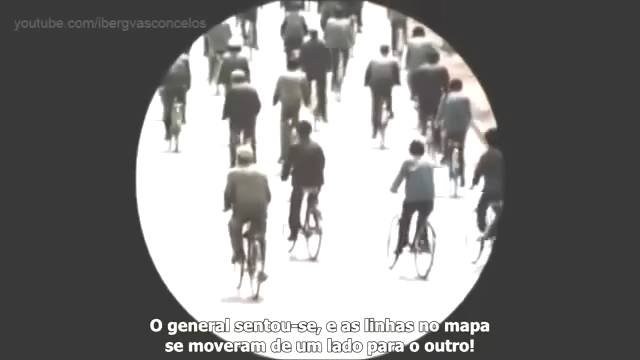 youtube.com/ibergvasconcelos
O general sentou-se, e as linhas no mapa
se moveram de um lado para o outro!